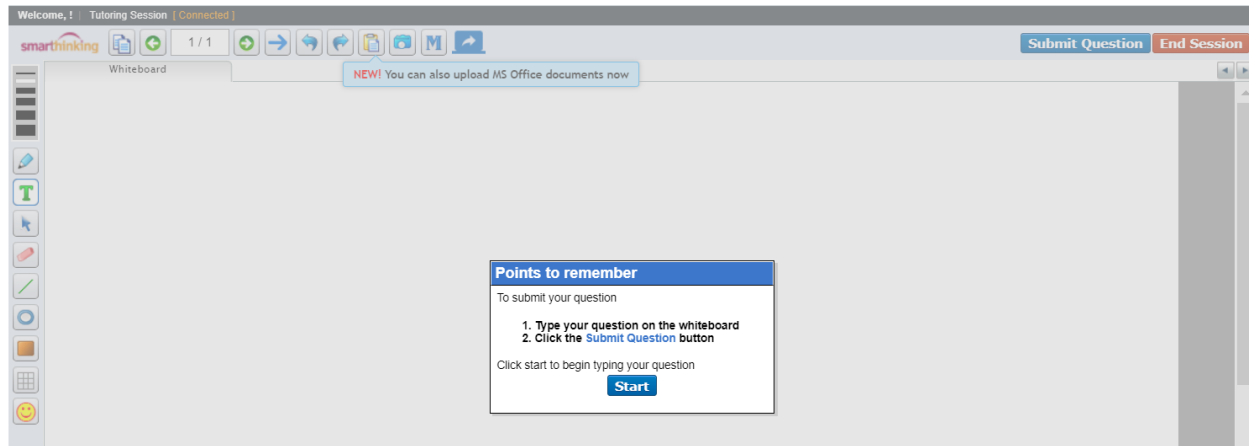 Welcome, ! | Tutoring Session [ Connected ]
smarthinking 1 / 1 M Submit Question End Session
Whiteboard
NEW! You can also upload MS Office documents now
T
Points to remember
To submit your question
1. Type your question on the whiteboard
2. Click the Submit Question button
Click start to begin typing your question
Start